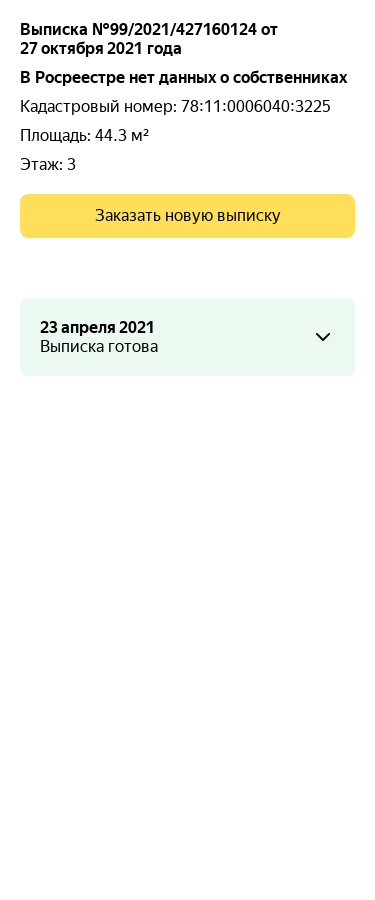 Выписка №99/2021/427160124 от
27 октября 2021 года
В Росреестре нет данных о собственниках
Кадастровый номер: 78:11:0006040:3225
Площадь: 44.3 м²
Этаж: 3
Заказать новую выписку
23 апреля 2021
Выписка готова